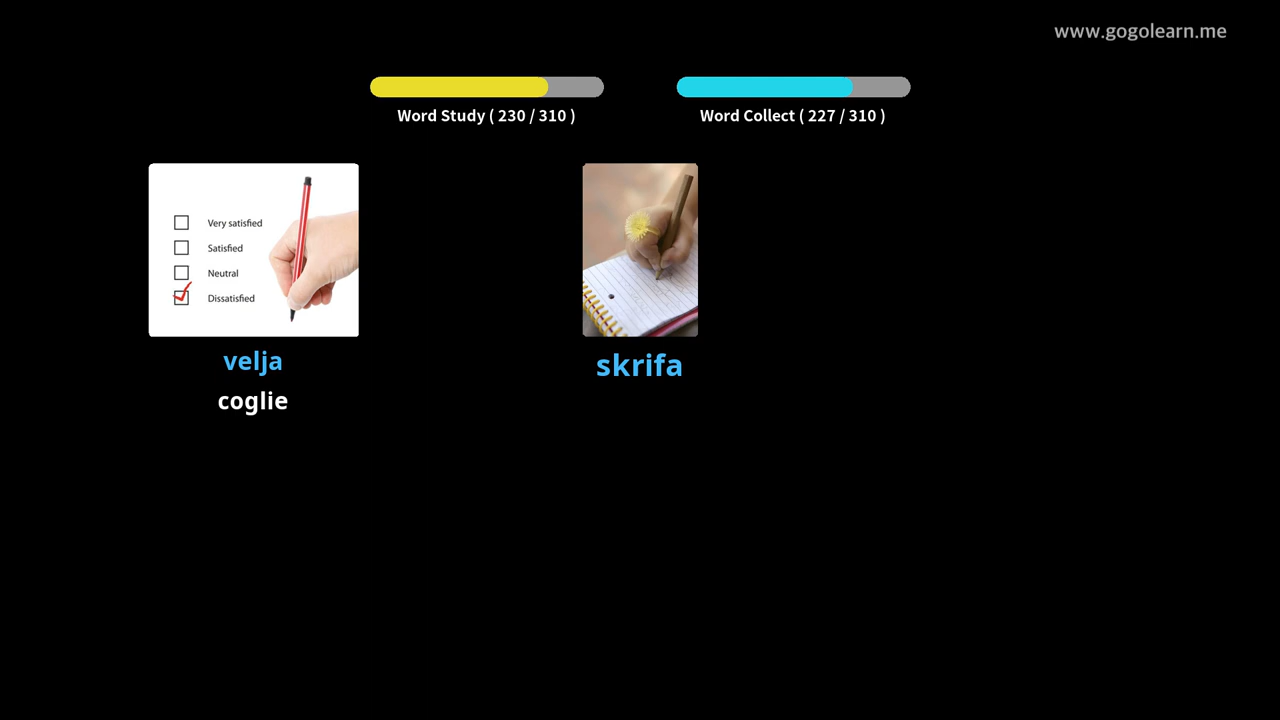 www.gogolearn.me
Word Study ( 230 / 310 )
Word Collect ( 227 / 310 )
Very satisfied
Satisfied
Neutral
Dissatisfied
velja
coglie
skrifa